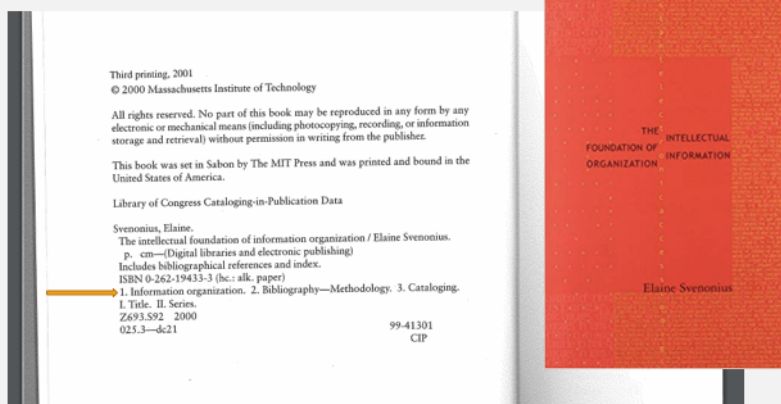 Third printing, 2001
© 2000 Massachusetts Institute of Technology
All rights reserved. No part of this book may be reproduced in any form by any
electronic or mechanical means (including photocopying, recording, or information
storage and retrieval) without permission in writing from the publisher.
This book was set in Sabon by The MIT Press and was printed and bound in the
United States of America.
Library of Congress Cataloging-in-Publication Data
Svenonius, Elaine.
The intellectual foundation of information organization / Elaine Svenonius.
p. cm—(Digital libraries and electronic publishing)
Includes bibliographical references and index.
ISBN 0-262-19433-3 (hc.: alk. paper)
1. Information organization. 2. Bibliography—Methodology. 3. Cataloging.
I. Title. II. Series.
Z693.S92 2000
025.3—dc21
99-41301
CIP
THE INTELLECTUAL
FOUNDATION OF INFORMATION
ORGANIZATION
Elaine Svenonius